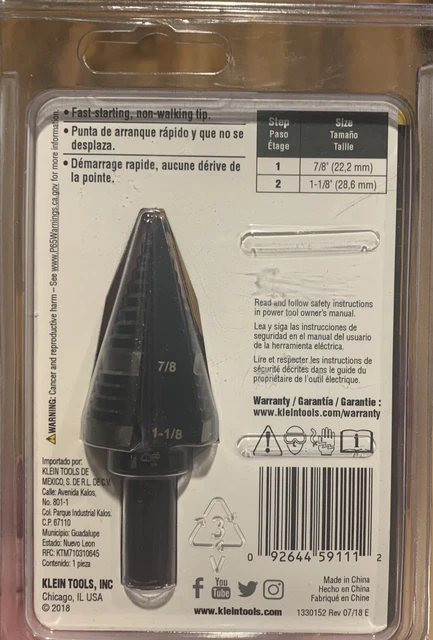 • Fast-starting, non-walking tip.
• Punta de arranque rápido y que no se
desplaza.
• Démarrage rapide, aucune dérive de
la pointe.
Step Size
Paso Tamaño
Étage Taille
1 7/8" (22,2 mm)
2 1-1/8" (28,6 mm)
⚠WARNING: Cancer and reproductive harm – See www.P65Warnings.ca.gov for more information.
7/8
1-1/8
Read and follow safety instructions
in power tool owner's manual.
Lea y siga las instrucciones de
seguridad en el manual del usuario
de la herramienta eléctrica.
Lire et respecter les instructions de
sécurité décrites dans le guide du
propriétaire de l'outil électrique.
Warranty / Garantía / Garantie :
www.kleintools.com/warranty
Importado por:
KLEIN TOOLS DE
MEXICO, S. DE R.L. DE C.V.
Calle: Avenida Kalos,
No. 801-1
Col. Parque Industrial Kalos:
C.P. 67110
Municipio: Guadalupe
Estado: Nuevo Leon
RFC: KTM710310645
Contenido: 1 pieza
KLEIN TOOLS, INC
Chicago, IL USA
© 2018
3
V
You
Tube
www.kleintools.com
0 92644 59111 2
Made in China
Hecho en China
Fabriqué en Chine
1330152 Rev 07/18 E